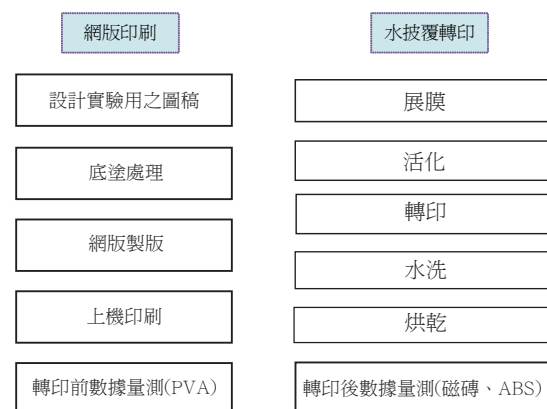 網版印刷
設計實驗用之圖稿
底塗處理
網版製版
上機印刷
轉印前數據量測(PVA)
水披覆轉印
展膜
活化
轉印
水洗
烘乾
轉印後數據量測(磁磚、ABS)